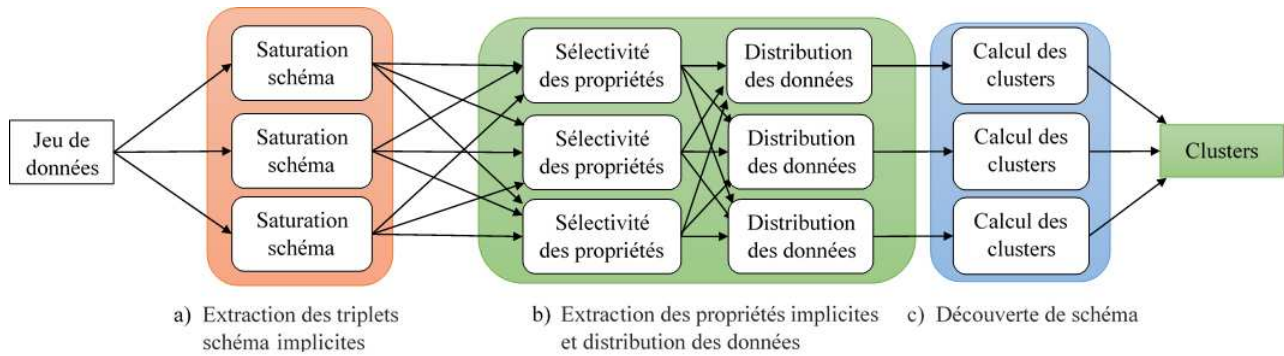 Jeu de
données
Saturation
schéma
Saturation
schéma
Saturation
schéma
Sélectivité
des propriétés
Sélectivité
des propriétés
Sélectivité
des propriétés
Distribution
des données
Distribution
des données
Distribution
des données
Calcul des
clusters
Calcul des
clusters
Calcul des
clusters
Clusters
a) Extraction des triplets
schéma implicites
b) Extraction des propriétés implicites
et distribution des données
c) Découverte de schéma